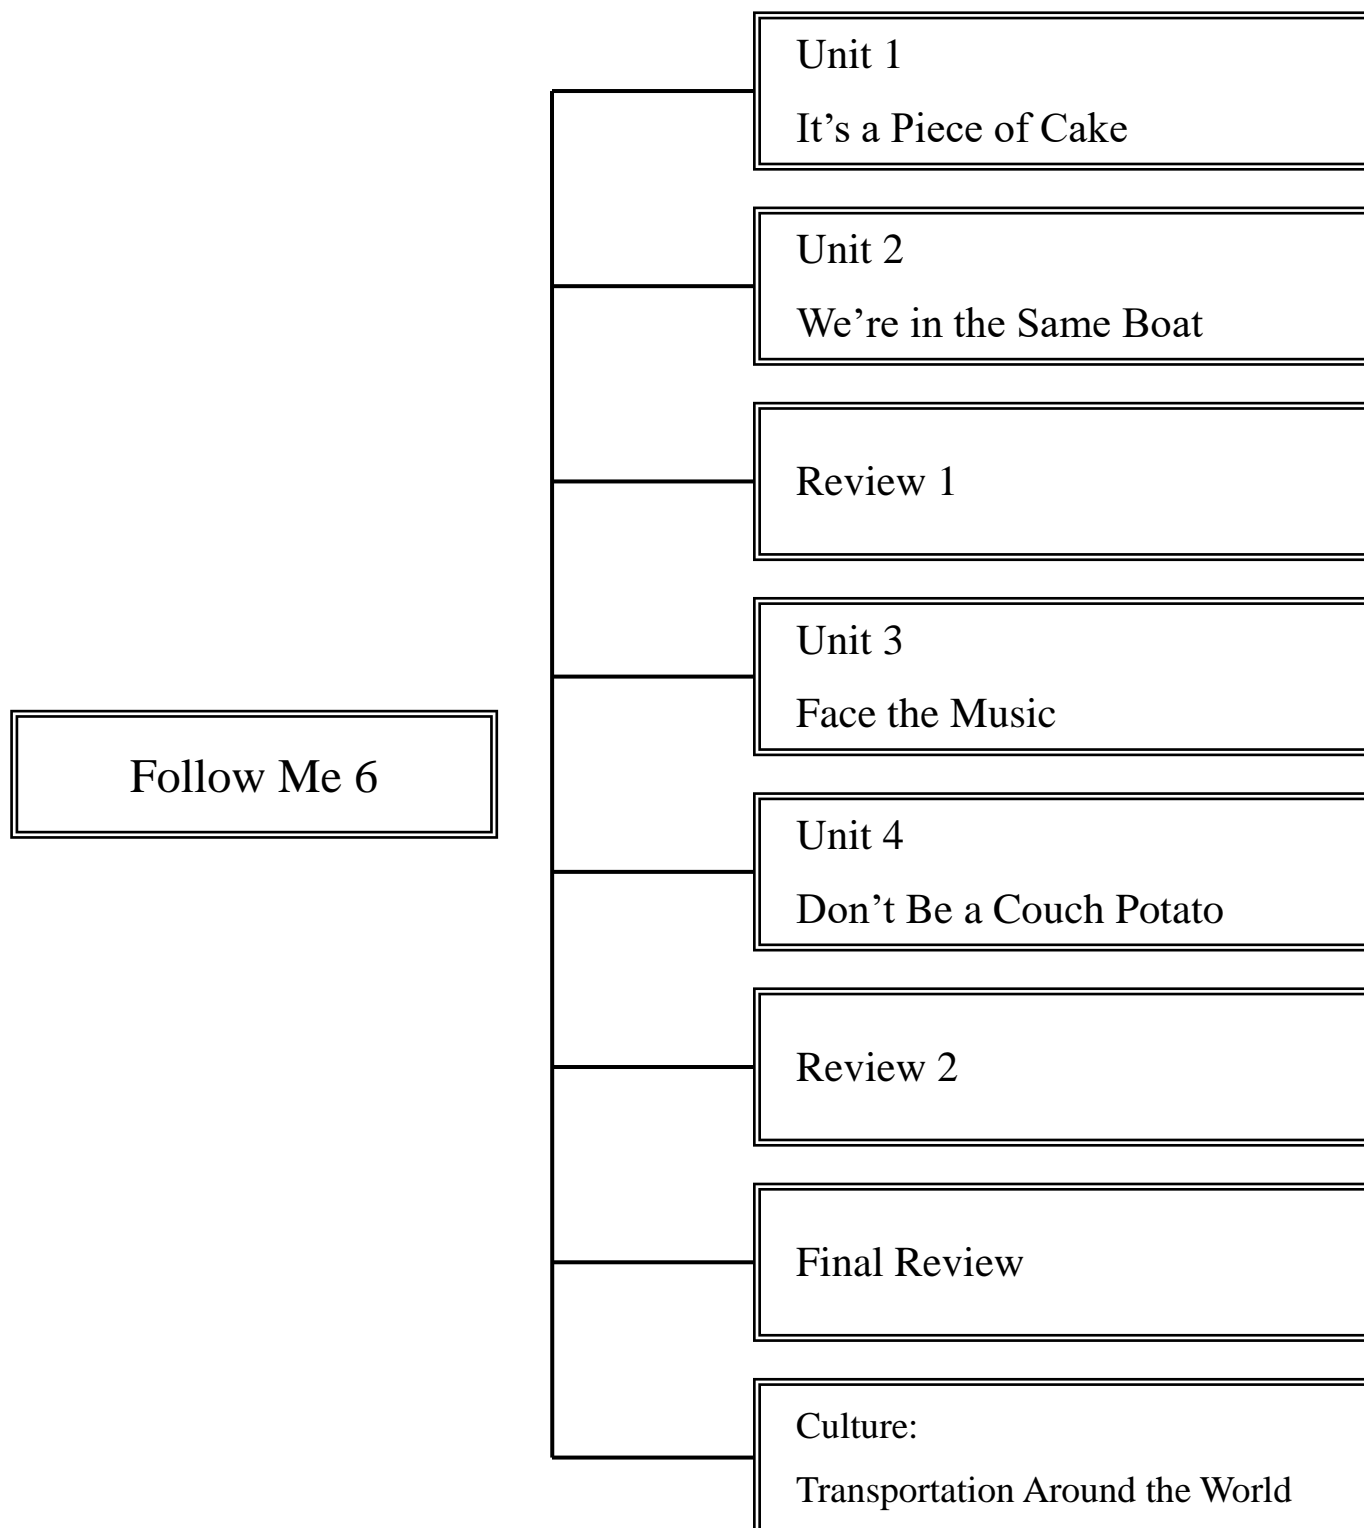 Unit 1
It’s a Piece of Cake
Unit 2
We’re in the Same Boat
Review 1
Unit 3
Face the Music
Follow Me 6
Unit 4
Don’t Be a Couch Potato
Review 2
Final Review
Culture:
Transportation Around the World